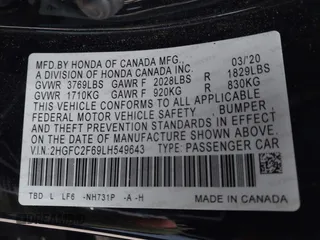 MFD.BY HONDA OF CANADA MFG., 03/20
A DIVISION OF HONDA CANADA INC.
GVWR 3769LBS GAWR F 2028LBS R 1829LBS
GVWR 1710KG GAWR F 920KG R 830KG
THIS VEHICLE CONFORMS TO ALL APPLICABLE
FEDERAL MOTOR VEHICLE SAFETY, BUMPER,
AND THEFT PREVENTION STANDARDS IN EFFECT ON
THE DATE OF MANUFACTURE SHOWN ABOVE.
V.I.N.:2HGFC2F69LH549643 TYPE:PASSENGER CAR
TBD L LF6 -NH731P -A -H MADE IN CANADA